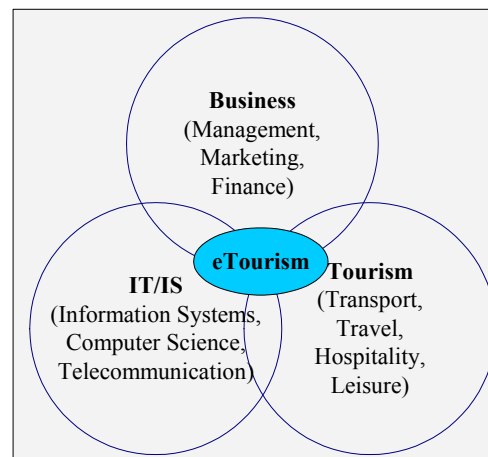 Business
(Management,
Marketing,
Finance)
eTourism
IT/IS
(Information Systems,
Computer Science,
Telecommunication)
Tourism
(Transport,
Travel,
Hospitality,
Leisure)